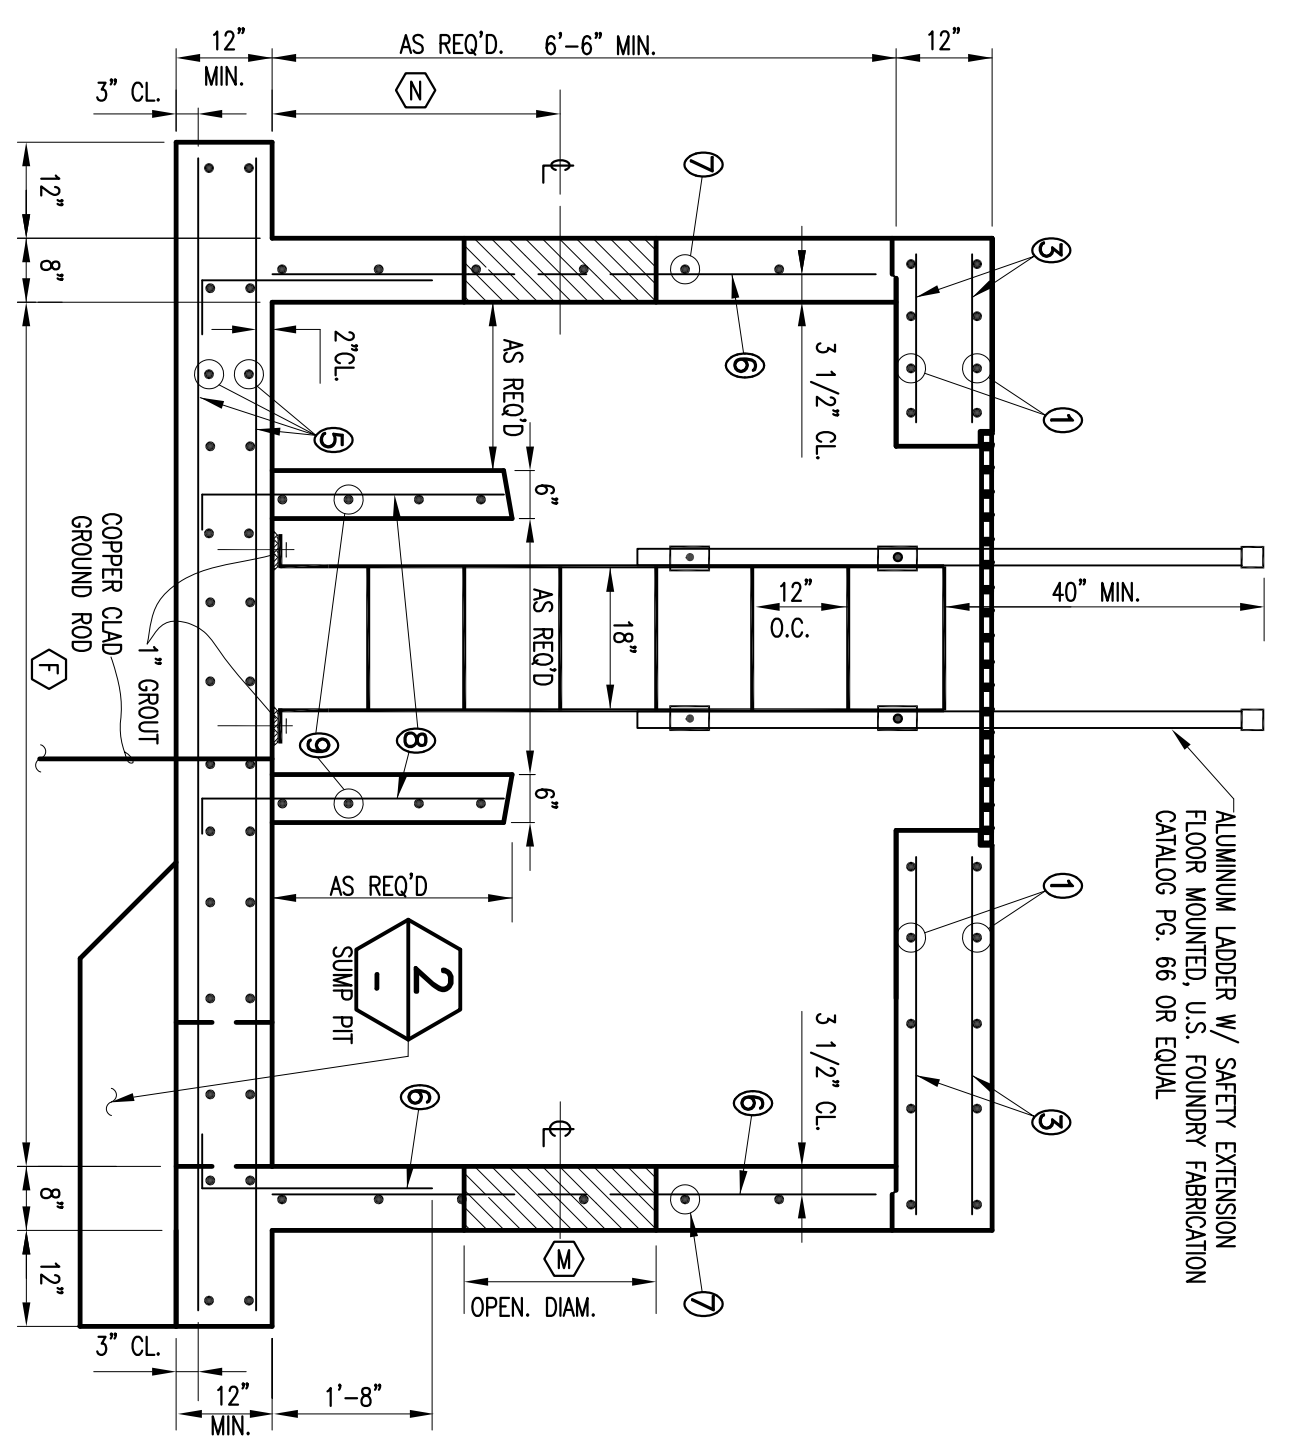 12"
MIN.
AS REQ'D.   6'-6" MIN.
12"
3" CL.
N
℄
7
3
12"
8"
2"CL.
AS REQ'D
6
3 1/2" CL.
1
5
6"
COPPER CLAD
GROUND ROD
1" GROUT
F
AS REQ'D
18"
12"
O.C.
40" MIN.
9
8
6"
ALUMINUM LADDER W/ SAFETY EXTENSION
FLOOR MOUNTED, U.S. FOUNDRY FABRICATION
CATALOG PG. 66 OR EQUAL
AS REQ'D
1
2
-
SUMP PIT
3 1/2" CL.
6
6
℄
3
8"
12"
M
OPEN. DIAM.
7
3" CL.
12"
MIN.
1'-8"